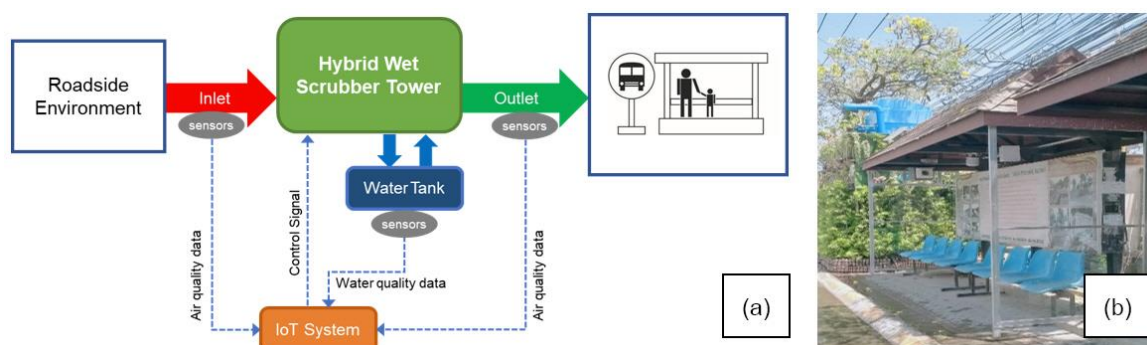 Roadside
Environment
Inlet
sensors
Hybrid Wet
Scrubber Tower
Outlet
sensors
Water Tank
sensors
Air quality data
Control Signal
Water quality data
Air quality data
IoT System
(a)
(b)